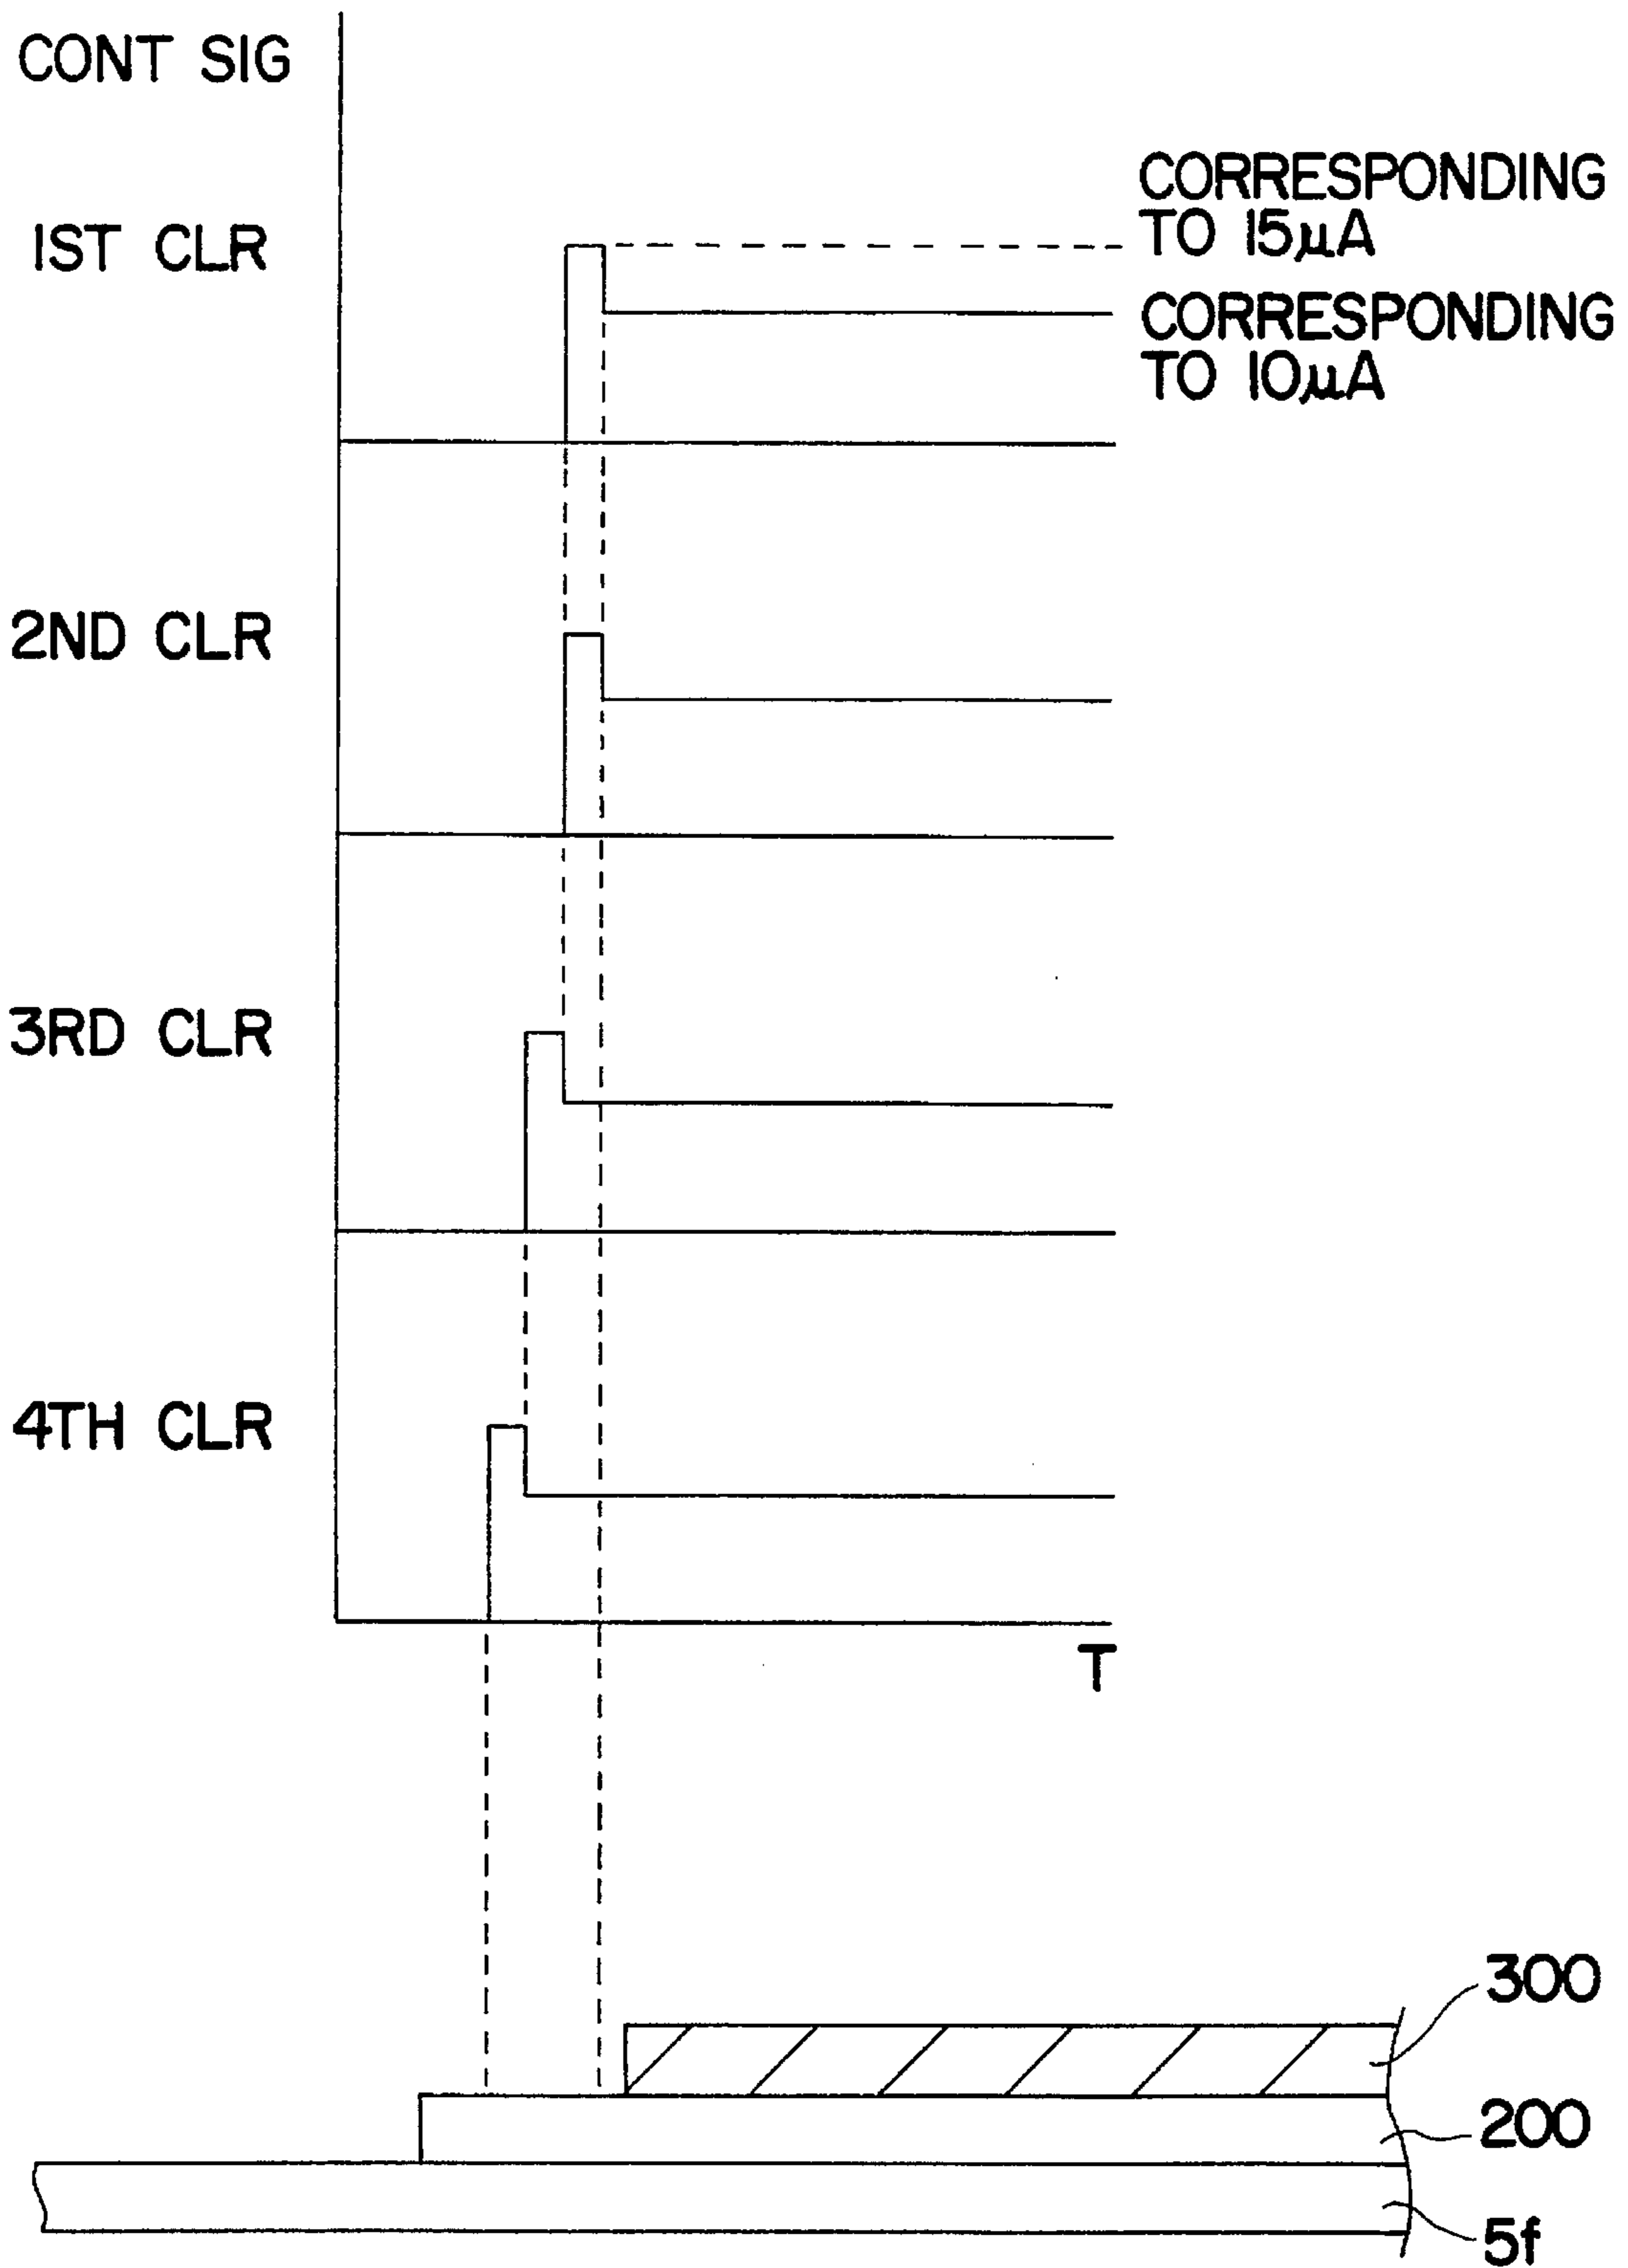 CONT SIG
1ST CLR
CORRESPONDING
TO 15μA
CORRESPONDING
TO 10μA
2ND CLR
3RD CLR
4TH CLR
T
300
200
5f